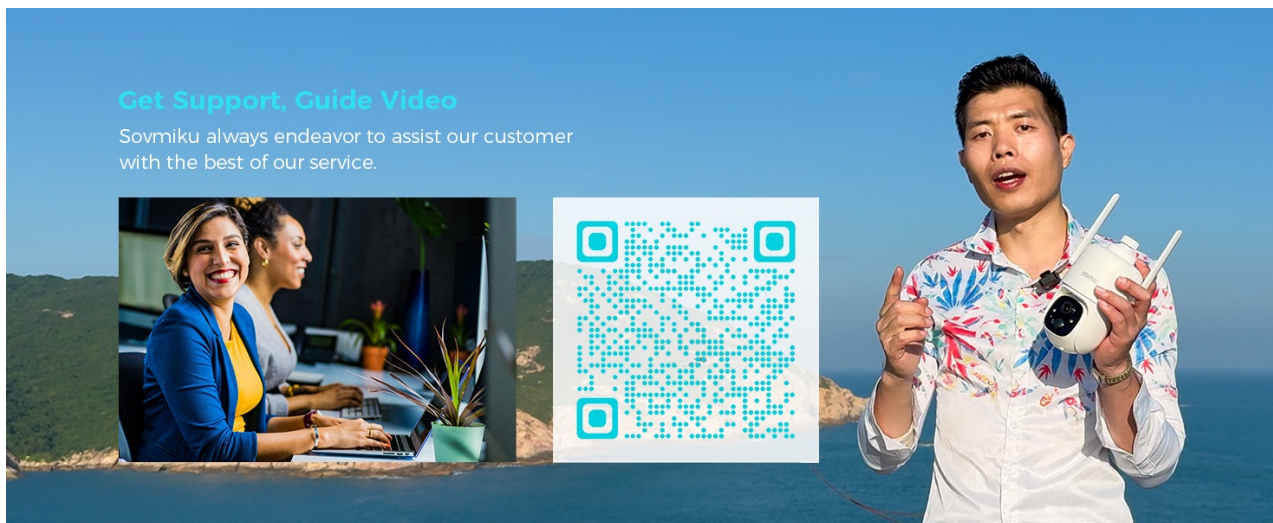 Get Support, Guide Video
Sovmiku always endeavor to assist our customer
with the best of our service.